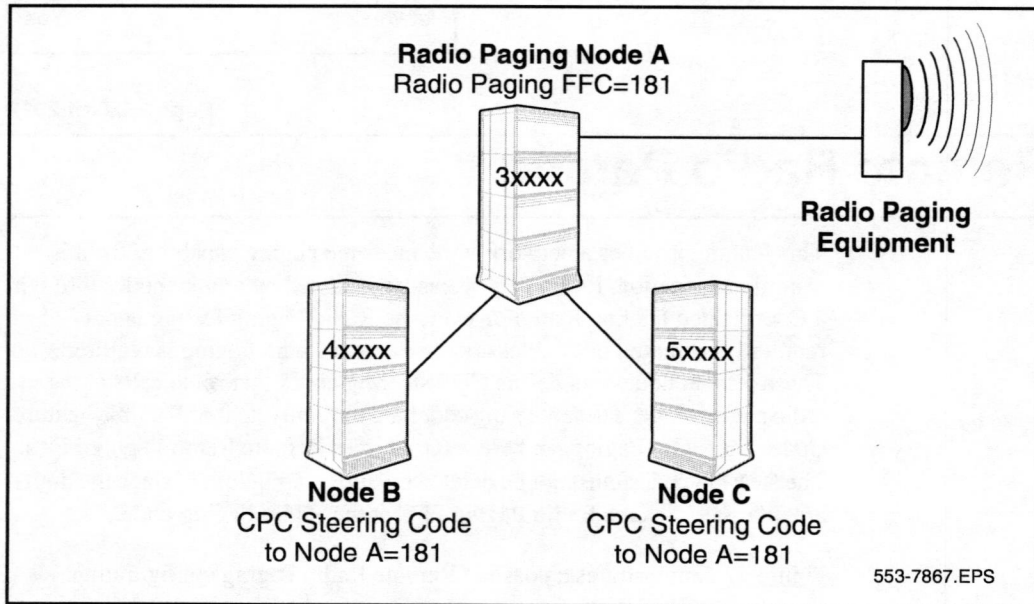 Radio Paging Node A
Radio Paging FFC=181
3xxxx
Radio Paging
Equipment
4xxxx
5xxxx
Node B
CPC Steering Code
to Node A=181
Node C
CPC Steering Code
to Node A=181
553-7867.EPS